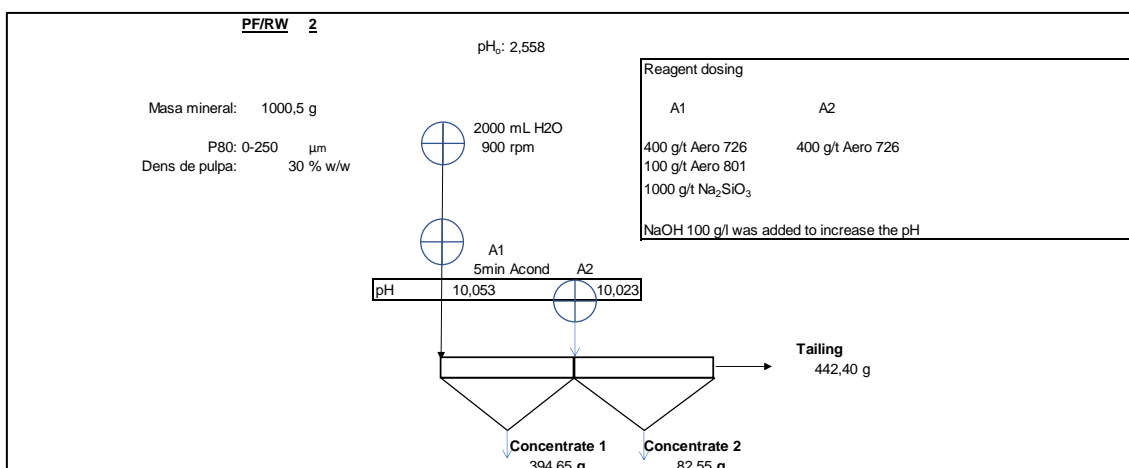 PF/RW 2
pHo: 2,558
Reagent dosing
Masa mineral: 1000,5 g
A1 A2
2000 mL H2O
900 rpm
P80: 0-250 µm
Dens de pulpa: 30 % w/w
400 g/t Aero 726 400 g/t Aero 726
100 g/t Aero 801
1000 g/t Na2SiO3
NaOH 100 g/l was added to increase the pH
A1
5min Acond A2
pH 10,053 10,023
Tailing
442,40 g
Concentrate 1 Concentrate 2
394,65 g 82,55 g